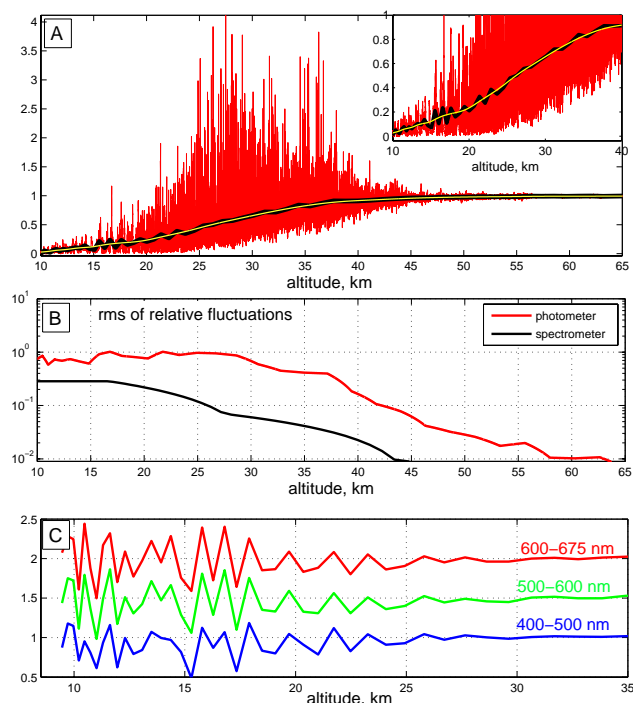 A
4
3.5
3
2.5
2
1.5
1
0.5
0
10 15 20 25 30 35 40 45 50 55 60 65
altitude, km
1
0.8
0.6
0.4
0.2
0
10 20 30 40
altitude, km
B
rms of relative fluctuations
photometer
spectrometer
10^1
10^0
10^-1
10^-2
10 15 20 25 30 35 40 45 50 55 60 65
altitude, km
C
2.5
2
1.5
1
0.5
600–675 nm
500–600 nm
400–500 nm
10 15 20 25 30 35
altitude, km